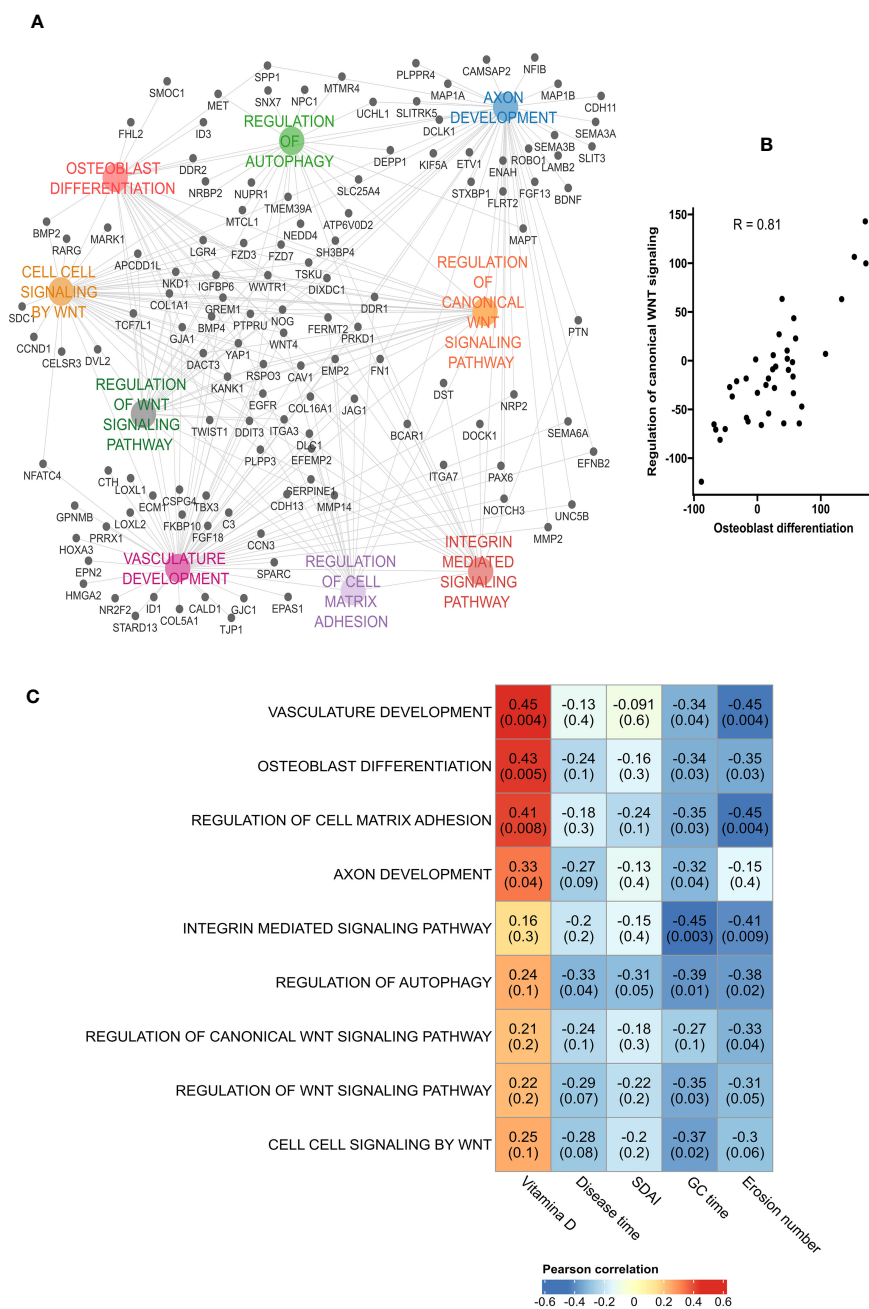 A
SPP1
PLPPR4
CAMSAP2
NFIB
SMOC1
MTMR4
MAP1A
MAP1B
MET
SNX7
NPC1
AXON
DEVELOPMENT
CDH11
UCHL1
SLITRK5
FHL2
ID3
REGULATION
OF
AUTOPHAGY
DCLK1
SEMA3A
SEMA3B
SLIT3
OSTEOBLAST
DIFFERENTIATION
DDR2
DEPP1
KIF5A
ETV1
ENAH
ROBO1
LAMB2
NRBP2
NUPR1
SLC25A4
STXBP1
FLRT2
FGF13
BDNF
TMEM39A
MTCL1
ATP6V0D2
BMP2
MARK1
NEDD4
MAPT
RARG
LGR4
FZD3
FZD7
SH3BP4
APCDD1L
CELL CELL
SIGNALING
BY WNT
NKD1
IGFBP6
WWTR1
TSKU
DIXDC1
REGULATION
OF
CANONICAL
WNT
SIGNALING
PATHWAY
COL1A1
GREM1
DDR1
SDC1
TCF7L1
BMP4
PTPRU
NOG
FERMT2
PRKD1
PTN
CCND1
GJA1
WNT4
CELSR3
DVL2
YAP1
DACT3
RSPO3
CAV1
EMP2
FN1
KANK1
REGULATION
OF WNT
SIGNALING
PATHWAY
EGFR
COL16A1
JAG1
DST
NRP2
TWIST1
DDIT3
ITGA3
BCAR1
DOCK1
SEMA6A
DLC1
PLPP3
EFEMP2
EFNB2
NFATC4
CTH
LOXL1
ITGA7
PAX6
ECM1
CSPG4
TBX3
SERPINE1
CDH13
MMP14
NOTCH3
GPNMB
LOXL2
FKBP10
C3
UNC5B
PRRX1
FGF18
MMP2
HOXA3
CCN3
VASCULATURE
DEVELOPMENT
EPN2
SPARC
REGULATION
OF CELL
MATRIX
ADHESION
INTEGRIN
MEDIATED
SIGNALING
PATHWAY
HMGA2
NR2F2
ID1
CALD1
GJC1
EPAS1
STARD13
COL5A1
TJP1
B
R = 0.81
Regulation of canonical WNT signaling
150
100
50
0
-50
-100
-100
0
100
Osteoblast differentiation
C
VASCULATURE DEVELOPMENT
0.45 -0.13 -0.091 -0.34 -0.45
(0.004) (0.4) (0.6) (0.04) (0.004)
OSTEOBLAST DIFFERENTIATION
0.43 -0.24 -0.16 -0.34 -0.35
(0.005) (0.1) (0.3) (0.03) (0.03)
REGULATION OF CELL MATRIX ADHESION
0.41 -0.18 -0.24 -0.35 -0.45
(0.008) (0.3) (0.1) (0.03) (0.004)
AXON DEVELOPMENT
0.33 -0.27 -0.13 -0.32 -0.15
(0.04) (0.09) (0.4) (0.04) (0.4)
INTEGRIN MEDIATED SIGNALING PATHWAY
0.16 -0.2 -0.15 -0.45 -0.41
(0.3) (0.2) (0.4) (0.003) (0.009)
REGULATION OF AUTOPHAGY
0.24 -0.33 -0.31 -0.39 -0.38
(0.1) (0.04) (0.05) (0.01) (0.02)
REGULATION OF CANONICAL WNT SIGNALING PATHWAY
0.21 -0.24 -0.18 -0.27 -0.33
(0.2) (0.1) (0.3) (0.1) (0.04)
REGULATION OF WNT SIGNALING PATHWAY
0.22 -0.29 -0.22 -0.35 -0.31
(0.2) (0.07) (0.2) (0.03) (0.05)
CELL CELL SIGNALING BY WNT
0.25 -0.28 -0.2 -0.37 -0.3
(0.1) (0.08) (0.2) (0.02) (0.06)
Vitamina D
Disease time
SDAI
GC time
Erosion number
Pearson correlation
-0.6 -0.4 -0.2 0 0.2 0.4 0.6